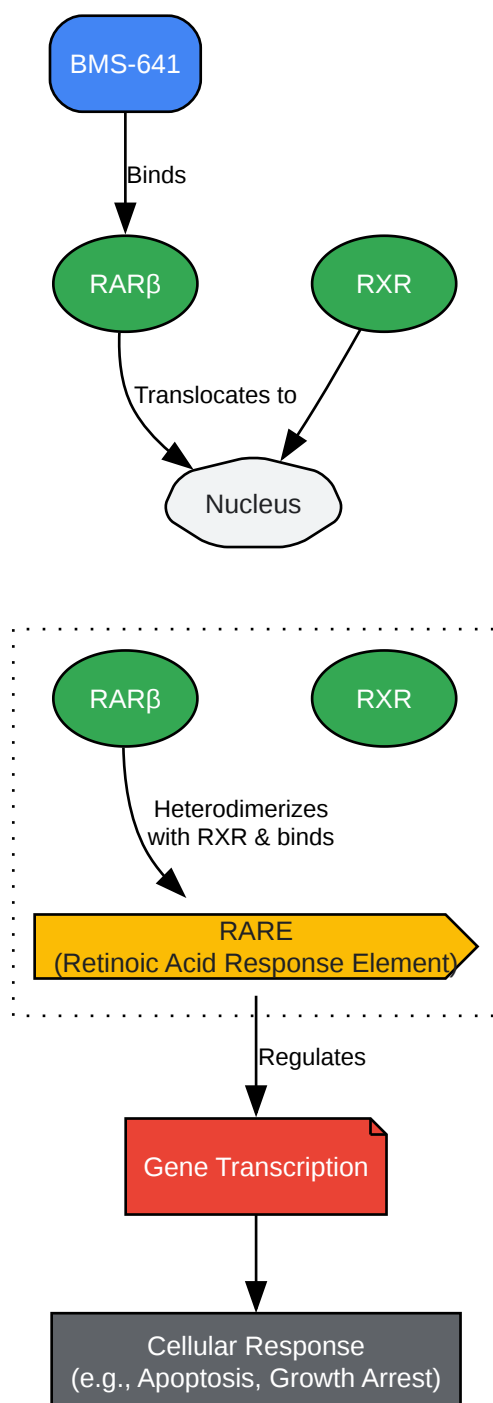 BMS-641
Binds
RARβ
RXR
Translocates to
Nucleus
RARβ
RXR
Heterodimerizes
with RXR & binds
RARE
(Retinoic Acid Response Element)
Regulates
Gene Transcription
Cellular Response
(e.g., Apoptosis, Growth Arrest)